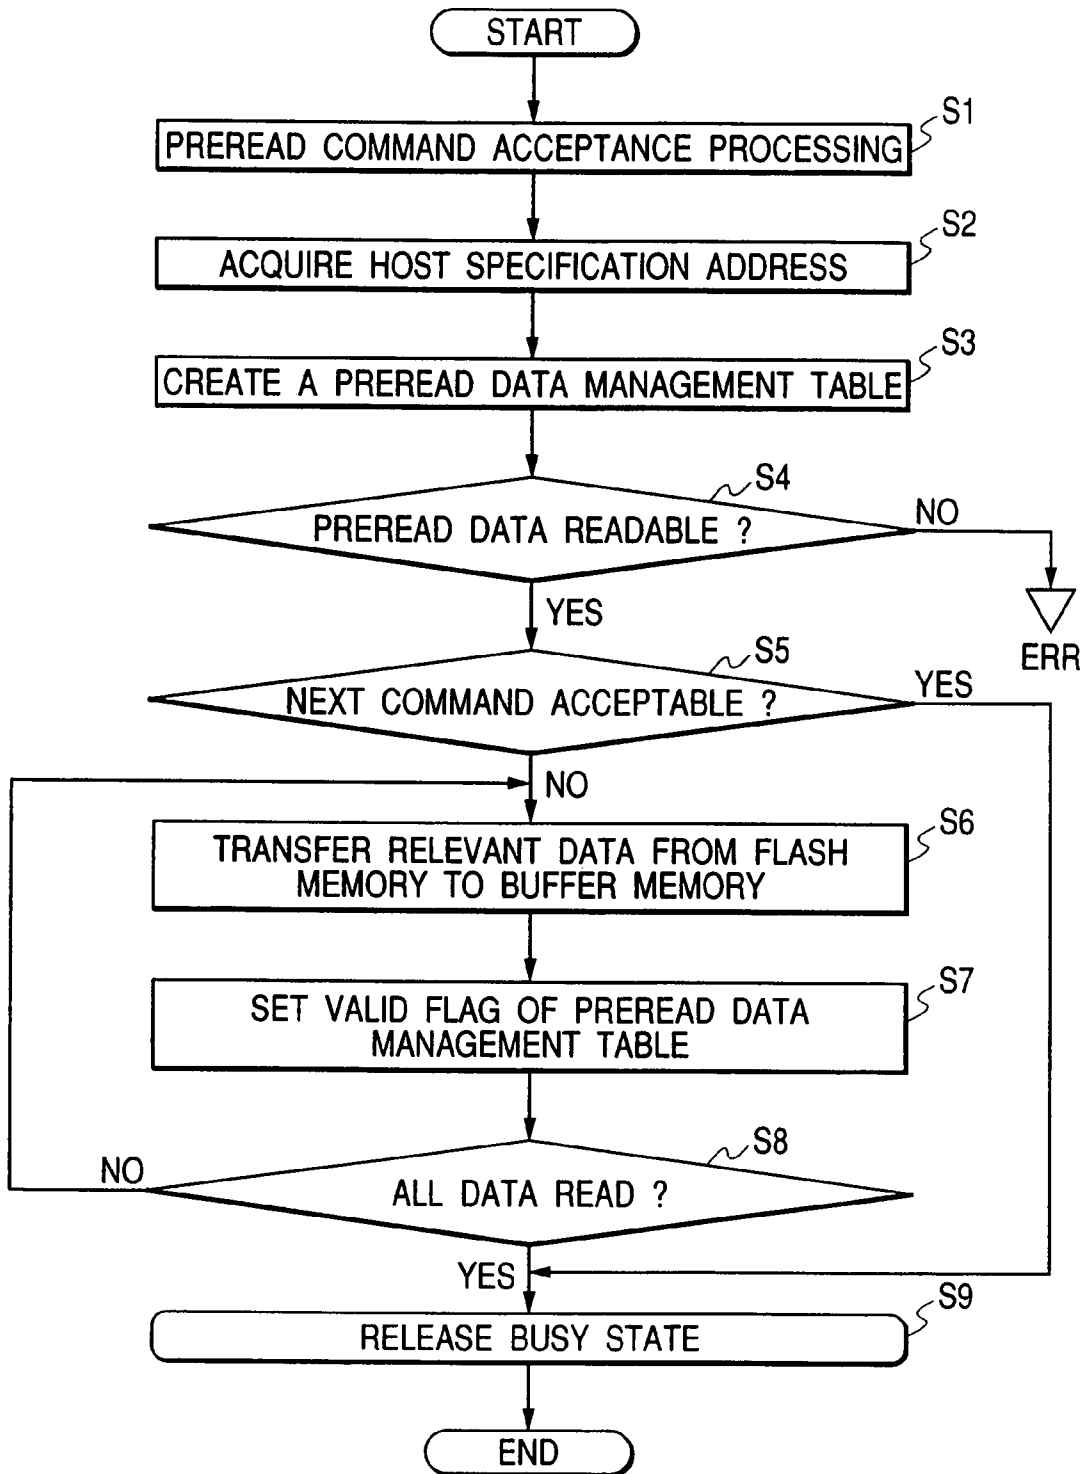 START
S1
PREREAD COMMAND ACCEPTANCE PROCESSING
S2
ACQUIRE HOST SPECIFICATION ADDRESS
S3
CREATE A PREREAD DATA MANAGEMENT TABLE
S4
PREREAD DATA READABLE ?
NO
YES
ERR
S5
NEXT COMMAND ACCEPTABLE ?
YES
NO
S6
TRANSFER RELEVANT DATA FROM FLASH
MEMORY TO BUFFER MEMORY
S7
SET VALID FLAG OF PREREAD DATA
MANAGEMENT TABLE
S8
NO
ALL DATA READ ?
YES
S9
RELEASE BUSY STATE
END